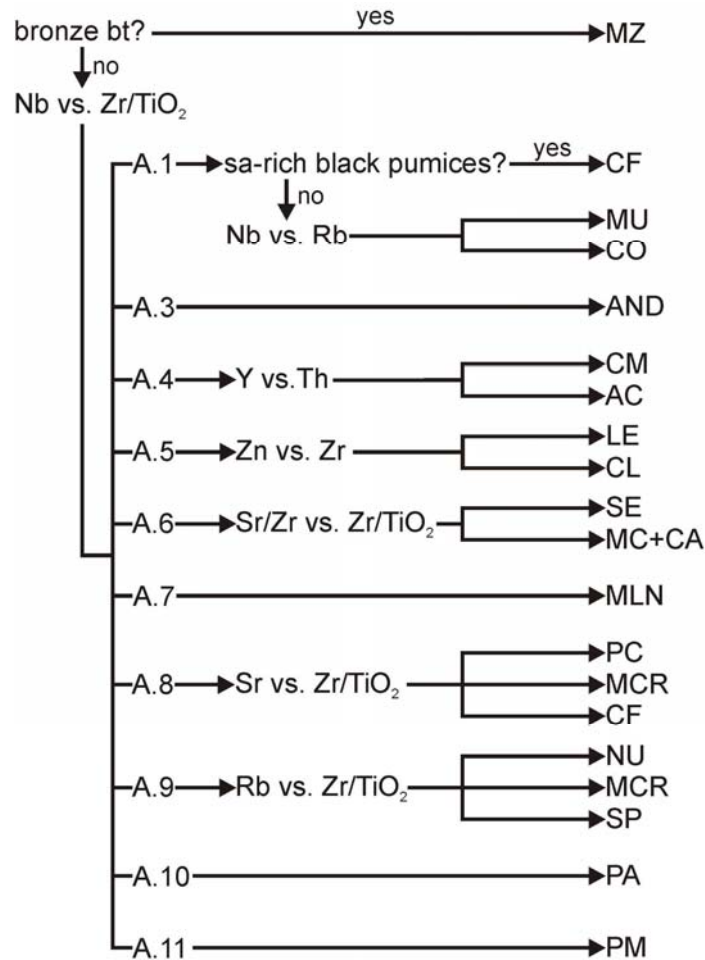 bronze bt? yes MZ
no
Nb vs. Zr/TiO₂
A.1 sa-rich black pumices? yes CF
no
Nb vs. Rb MU
CO
A.3 AND
A.4 Y vs.Th CM
AC
A.5 Zn vs. Zr LE
CL
A.6 Sr/Zr vs. Zr/TiO₂ SE
MC+CA
A.7 MLN
A.8 Sr vs. Zr/TiO₂ PC
MCR
CF
A.9 Rb vs. Zr/TiO₂ NU
MCR
SP
A.10 PA
A.11 PM